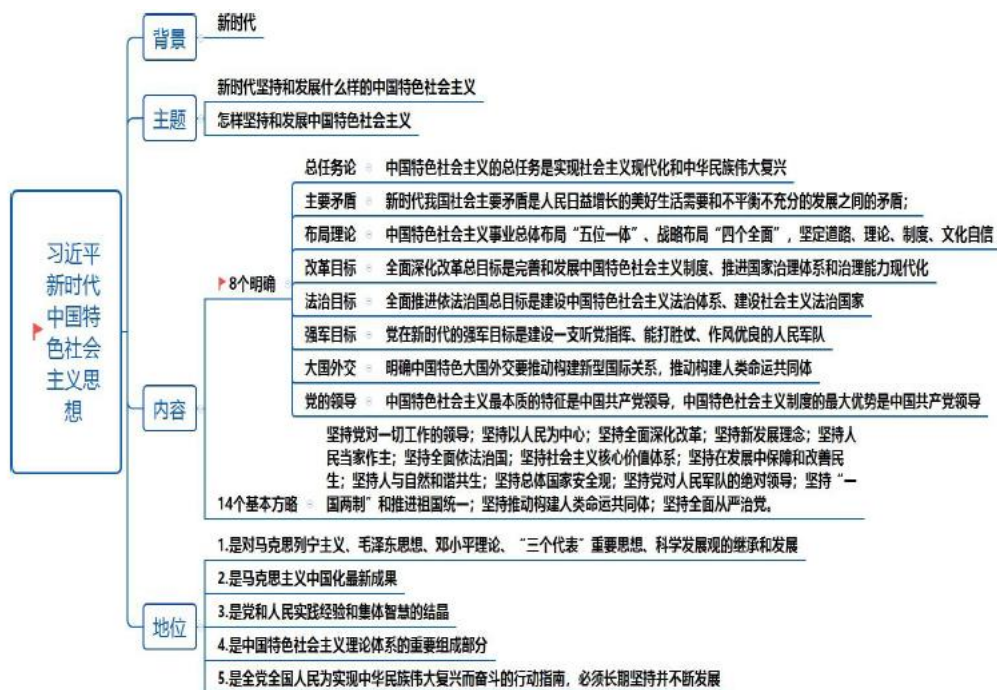 习近平
新时代
中国特
色社会
主义思
想
背景
新时代
主题
新时代坚持和发展什么样的中国特色社会主义
怎样坚持和发展中国特色社会主义
内容
8个明确
总任务论 中国特色社会主义的总任务是实现社会主义现代化和中华民族伟大复兴
主要矛盾 新时代我国社会主要矛盾是人民日益增长的美好生活需要和不平衡不充分的发展之间的矛盾；
布局理论 中国特色社会主义事业总体布局“五位一体”、战略布局“四个全面”，坚定道路、理论、制度、文化自信
改革目标 全面深化改革总目标是完善和发展中国特色社会主义制度、推进国家治理体系和治理能力现代化
法治目标 全面推进依法治国总目标是建设中国特色社会主义法治体系、建设社会主义法治国家
强军目标 党在新时代的强军目标是建设一支听党指挥、能打胜仗、作风优良的人民军队
大国外交 明确中国特色大国外交要推动构建新型国际关系，推动构建人类命运共同体
党的领导 中国特色社会主义最本质的特征是中国共产党领导，中国特色社会主义制度的最大优势是中国共产党领导
14个基本方略
坚持党对一切工作的领导；坚持以人民为中心；坚持全面深化改革；坚持新发展理念；坚持人
民当家作主；坚持全面依法治国；坚持社会主义核心价值体系；坚持在发展中保障和改善民
生；坚持人与自然和谐共生；坚持总体国家安全观；坚持党对人民军队的绝对领导；坚持“一
国两制”和推进祖国统一；坚持推动构建人类命运共同体；坚持全面从严治党。
地位
1.是对马克思列宁主义、毛泽东思想、邓小平理论、“三个代表”重要思想、科学发展观的继承和发展
2.是马克思主义中国化最新成果
3.是党和人民实践经验和集体智慧的结晶
4.是中国特色社会主义理论体系的重要组成部分
5.是全党全国人民为实现中华民族伟大复兴而奋斗的行动指南，必须长期坚持并不断发展